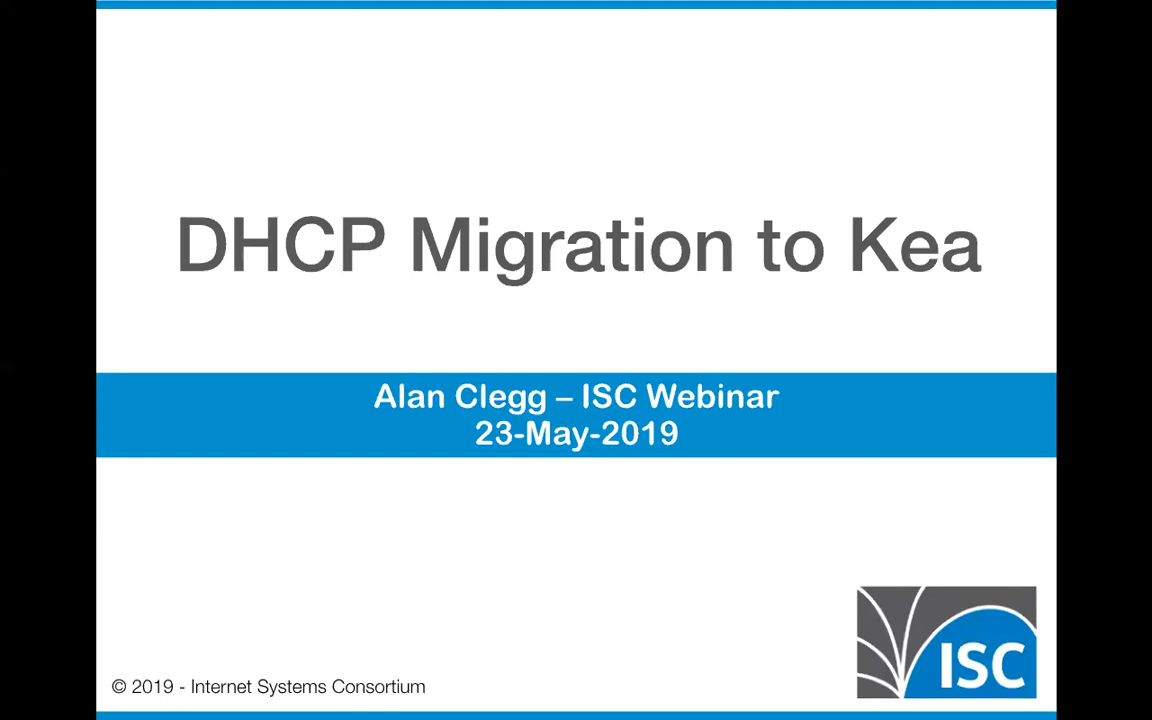 DHCP Migration to Kea
Alan Clegg – ISC Webinar
23-May-2019
ISC
© 2019 - Internet Systems Consortium